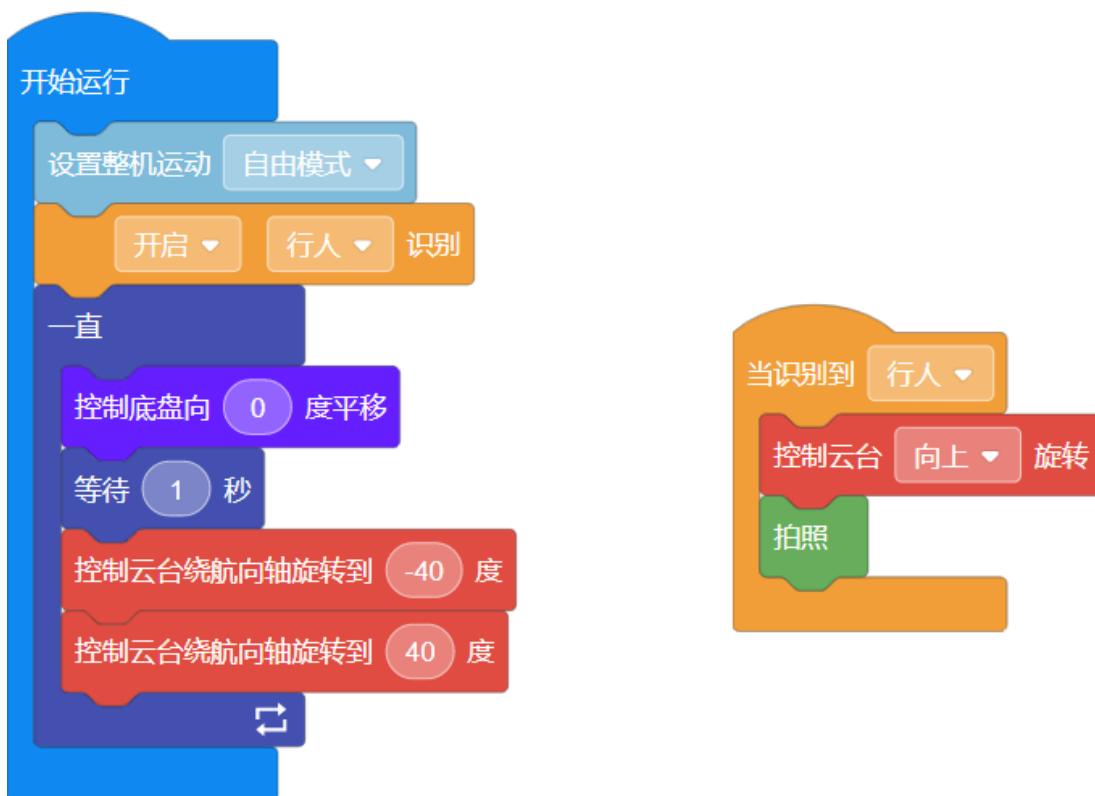 开始运行
设置整机运动 自由模式
开启 行人 识别
一直
控制底盘向 0 度平移
等待 1 秒
控制云台绕航向轴旋转到 -40 度
控制云台绕航向轴旋转到 40 度
当识别到 行人
控制云台 向上 旋转
拍照